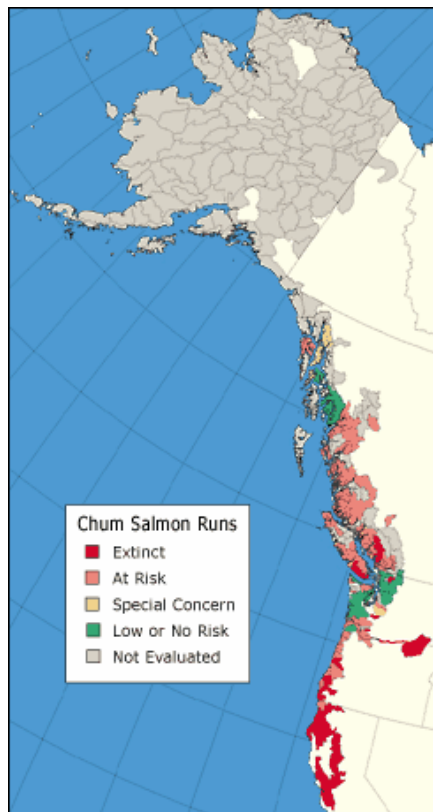 Chum Salmon Runs
Extinct
At Risk
Special Concern
Low or No Risk
Not Evaluated